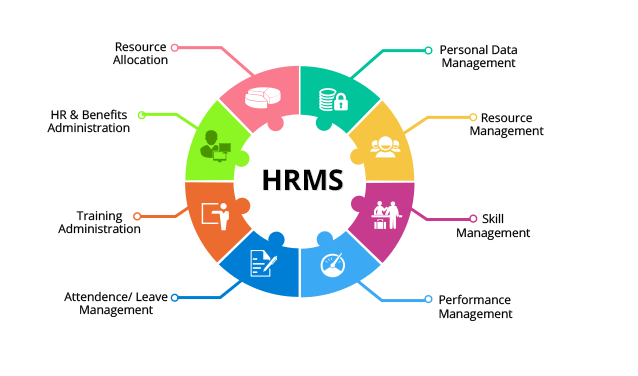 Resource
Allocation
Personal Data
Management
HR & Benefits
Administration
Resource
Management
HRMS
Training
Administration
Skill
Management
Attendence/ Leave
Management
Performance
Management